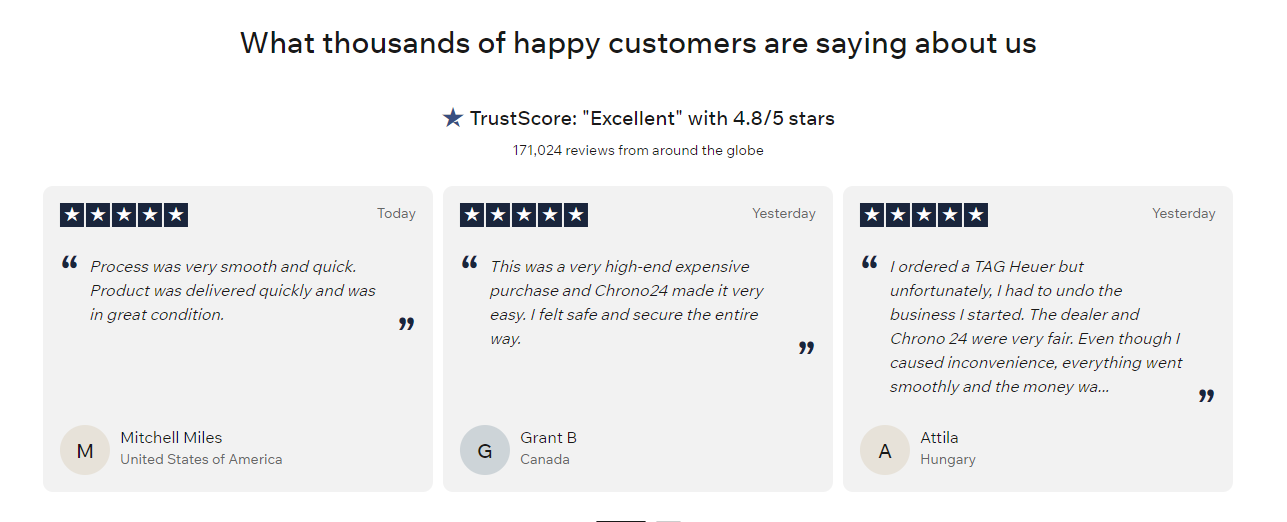 What thousands of happy customers are saying about us
TrustScore: "Excellent" with 4.8/5 stars
171,024 reviews from around the globe
Today
“ Process was very smooth and quick.
Product was delivered quickly and was
in great condition. ”
M
Mitchell Miles
United States of America
Yesterday
“ This was a very high-end expensive
purchase and Chrono24 made it very
easy. I felt safe and secure the entire
way. ”
G
Grant B
Canada
Yesterday
“ I ordered a TAG Heuer but
unfortunately, I had to undo the
business I started. The dealer and
Chrono 24 were very fair. Even though I
caused inconvenience, everything went
smoothly and the money wa... ”
A
Attila
Hungary